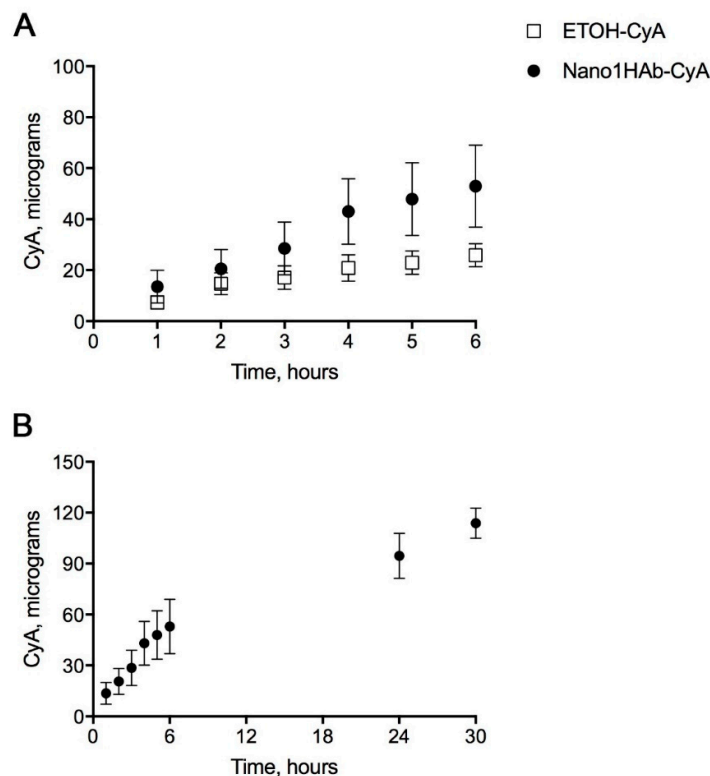 A
ETOH-CyA
Nano1HAb-CyA
100
80
60
40
20
0
CyA, micrograms
0 1 2 3 4 5 6
Time, hours
B
150
120
90
60
30
0
CyA, micrograms
0 6 12 18 24 30
Time, hours